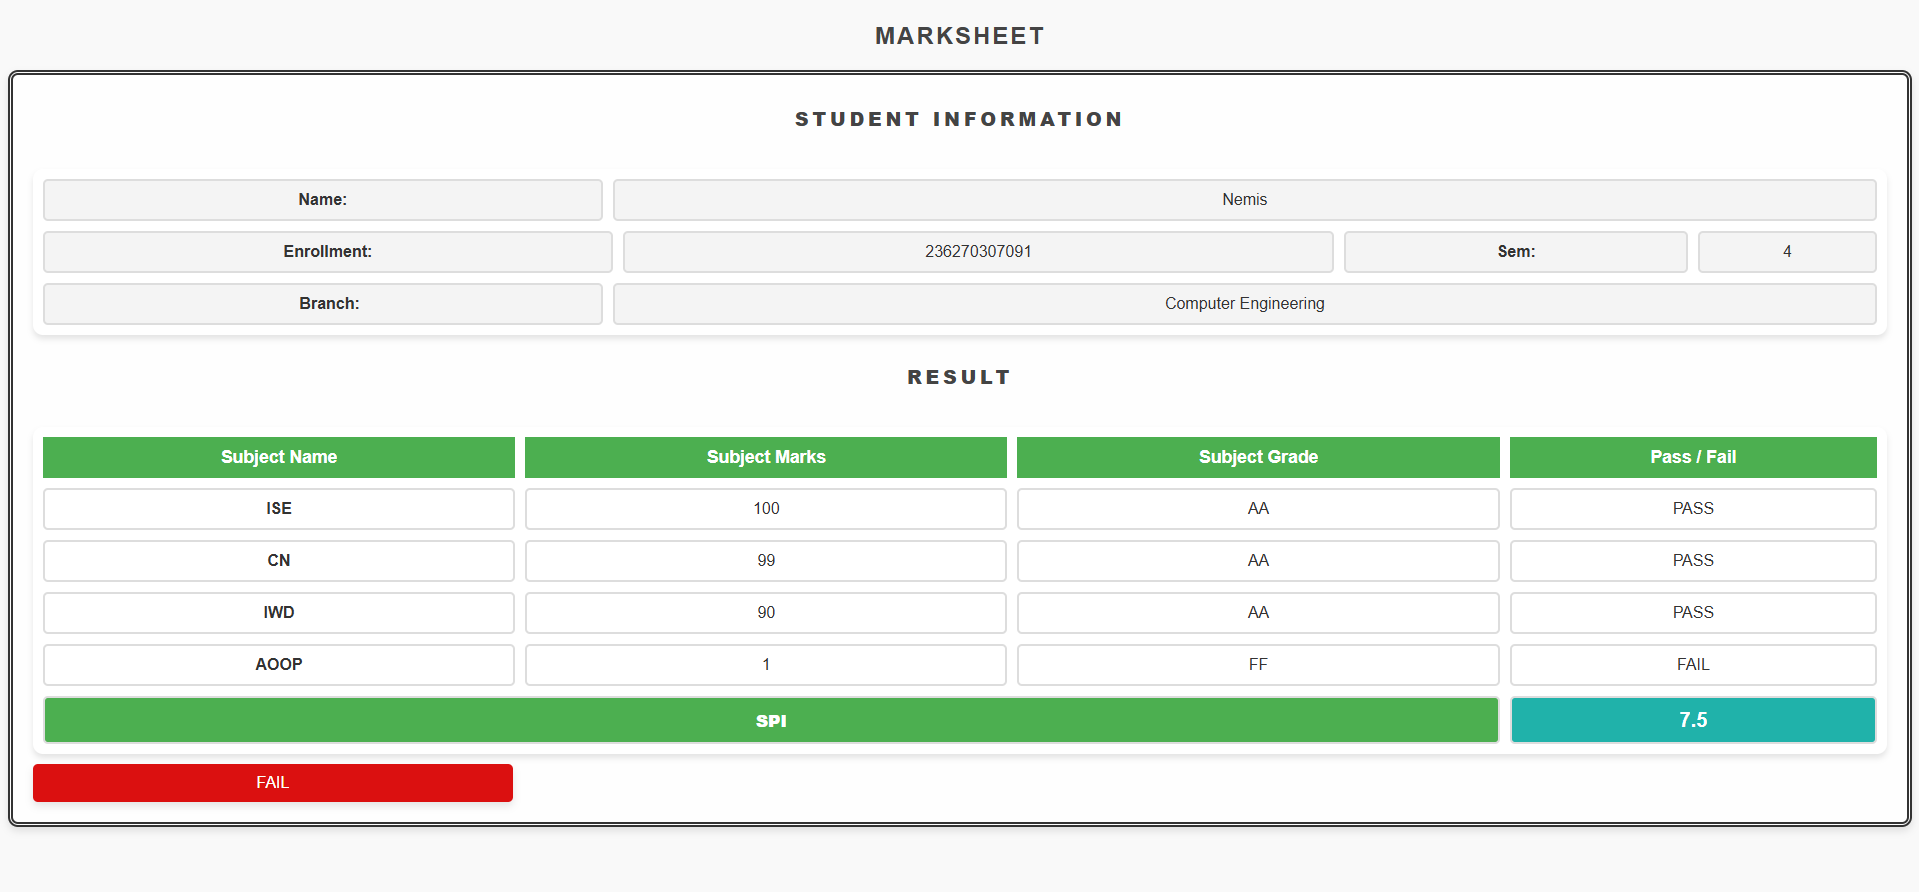 MARKSHEET
STUDENT INFORMATION
Name: Nemis
Enrollment: 236270307091 Sem: 4
Branch: Computer Engineering
RESULT
Subject Name Subject Marks Subject Grade Pass / Fail
ISE 100 AA PASS
CN 99 AA PASS
IWD 90 AA PASS
AOOP 1 FF FAIL
SPI 7.5
FAIL